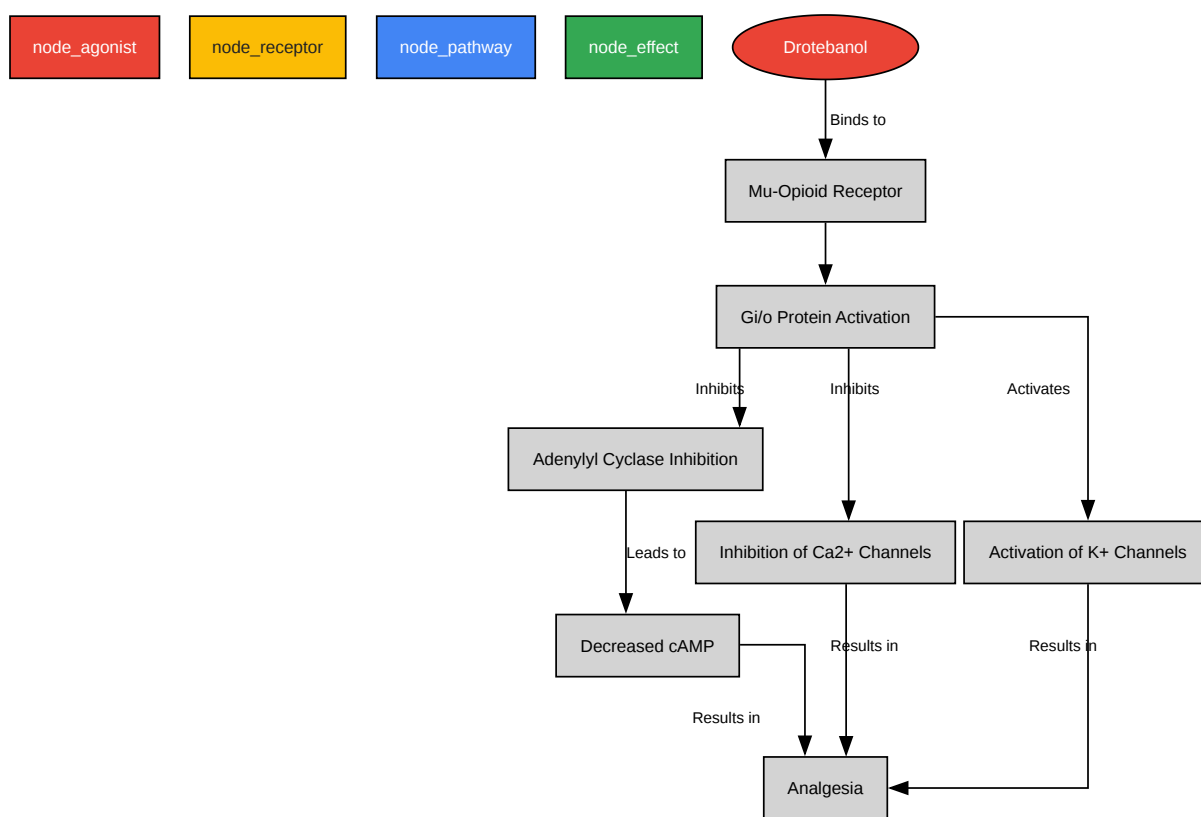 node_agonist
node_receptor
node_pathway
node_effect
Drotebanol
Binds to
Mu-Opioid Receptor
Gi/o Protein Activation
Inhibits
Inhibits
Activates
Adenylyl Cyclase Inhibition
Leads to
Inhibition of Ca2+ Channels
Activation of K+ Channels
Decreased cAMP
Results in
Results in
Results in
Analgesia